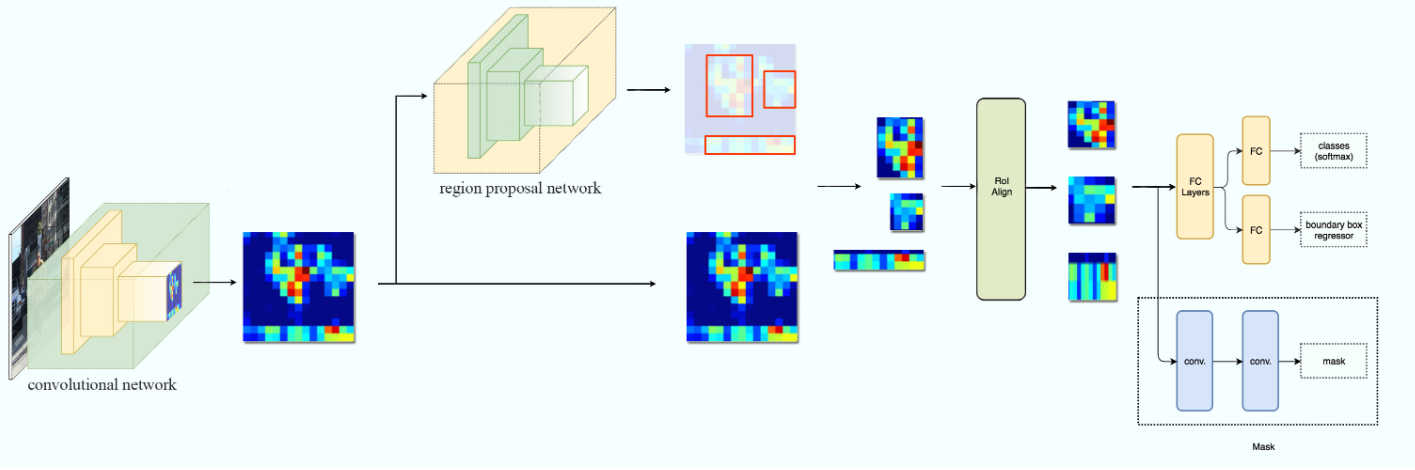 region proposal network
convolutional network
RoI
Align
FC
Layers
FC
classes
(softmax)
FC
boundary box
regressor
conv.
conv.
mask
Mask